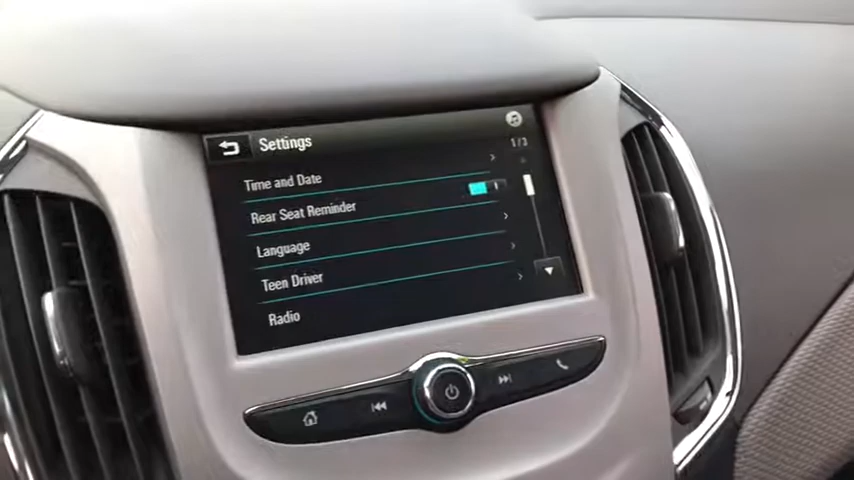 Settings
1/3
Time and Date
Rear Seat Reminder
Language
Teen Driver
Radio